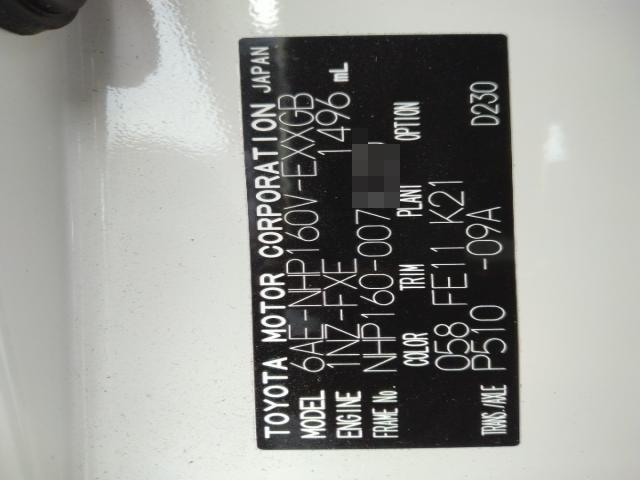 TOYOTA MOTOR CORPORATION JAPAN
MODEL 6AE-NHP160V-EXXGB
ENGINE 1NZ-FXE 1496 mL
FRAME No. NHP160-007
COLOR TRIM PLANT OPTION
058 FE11 K21
TRANS./AXLE P510 -09A D230